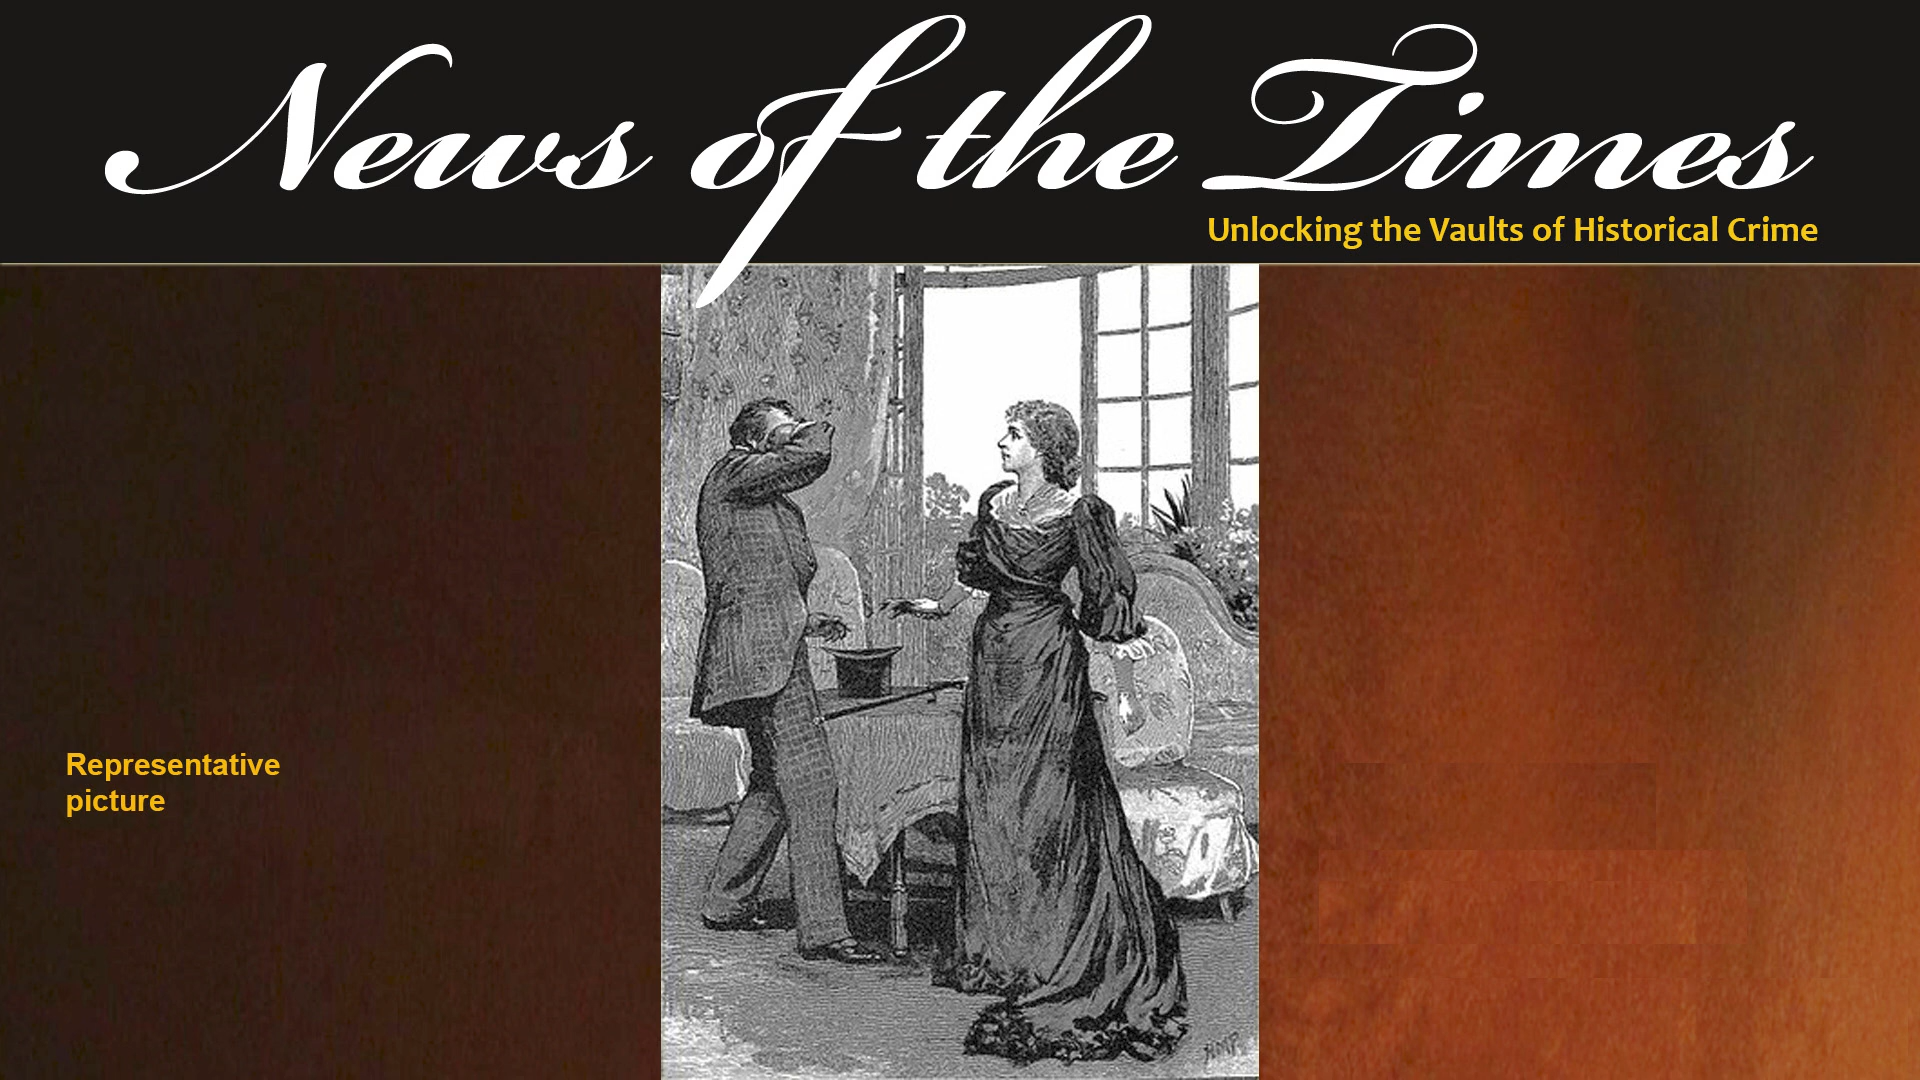 News of the Times
Unlocking the Vaults of Historical Crime
Representative
picture